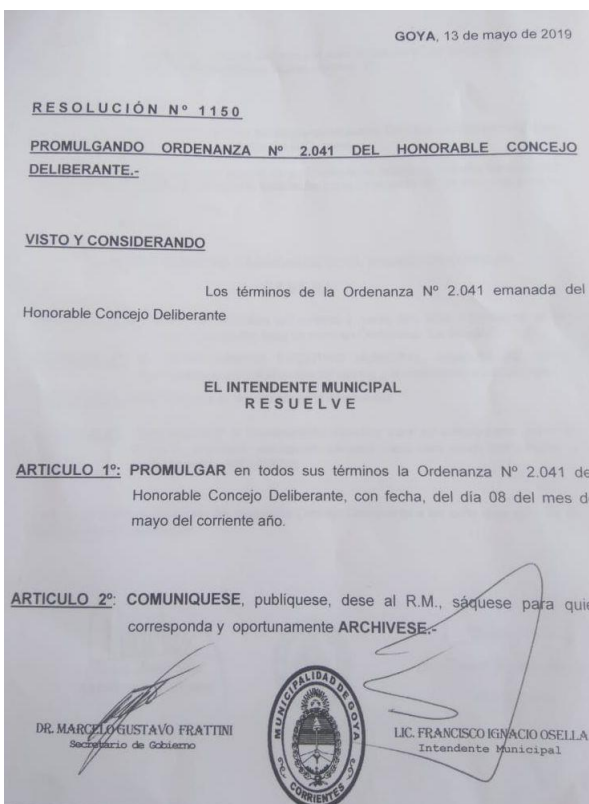 GOYA, 13 de mayo de 2019
RESOLUCIÓN Nº 1150
PROMULGANDO ORDENANZA Nº 2.041 DEL HONORABLE CONCEJO
DELIBERANTE.-
VISTO Y CONSIDERANDO
Los términos de la Ordenanza Nº 2.041 emanada del
Honorable Concejo Deliberante
EL INTENDENTE MUNICIPAL
RESUELVE
ARTICULO 1º: PROMULGAR en todos sus términos la Ordenanza Nº 2.041 de
Honorable Concejo Deliberante, con fecha, del día 08 del mes d
mayo del corriente año.
ARTICULO 2º: COMUNIQUESE, publiquese, dese al R.M., sáquese para quie
corresponda y oportunamente ARCHIVESE.-
DR. MARCELO GUSTAVO FRATTINI
Secretario de Gobierno
MUNICIPALIDAD DE GOYA
CORRIENTES
LIC. FRANCISCO IGNACIO OSELLA
Intendente Municipal